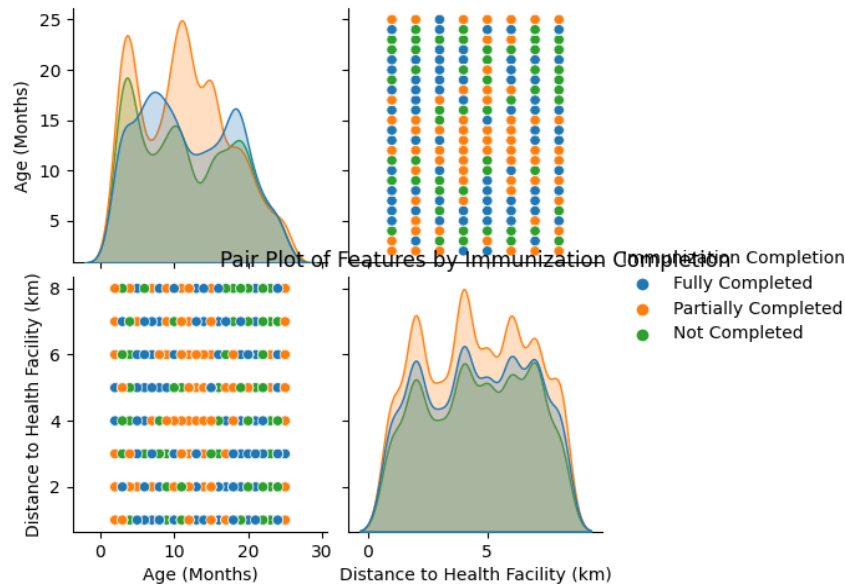 25
20
15
10
5
Age (Months)
Pair Plot of Features by Immunization Completion
Immunization Completion
Fully Completed
Partially Completed
Not Completed
8
6
4
2
Distance to Health Facility (km)
0
10
20
30
Age (Months)
0
5
Distance to Health Facility (km)